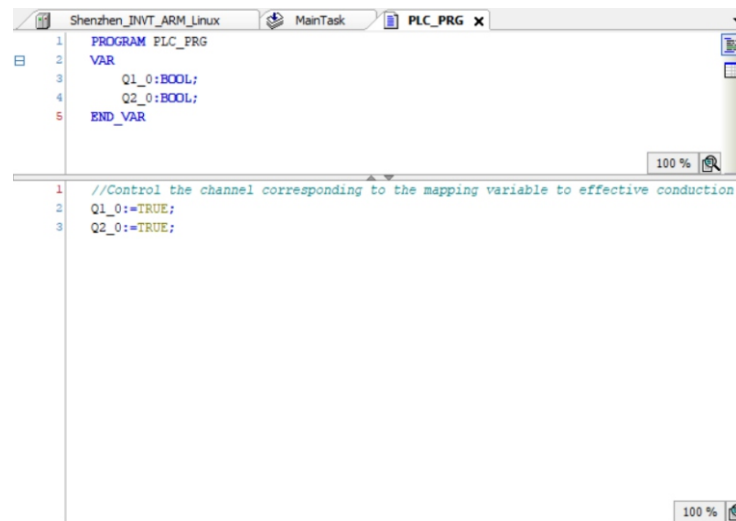 Shenzhen_INVT_ARM_Linux MainTask PLC_PRG X
1 PROGRAM PLC_PRG
2 VAR
3 Q1_0:BOOL;
4 Q2_0:BOOL;
5 END_VAR
100 %
1 //Control the channel corresponding to the mapping variable to effective conduction
2 Q1_0:=TRUE;
3 Q2_0:=TRUE;
100 %